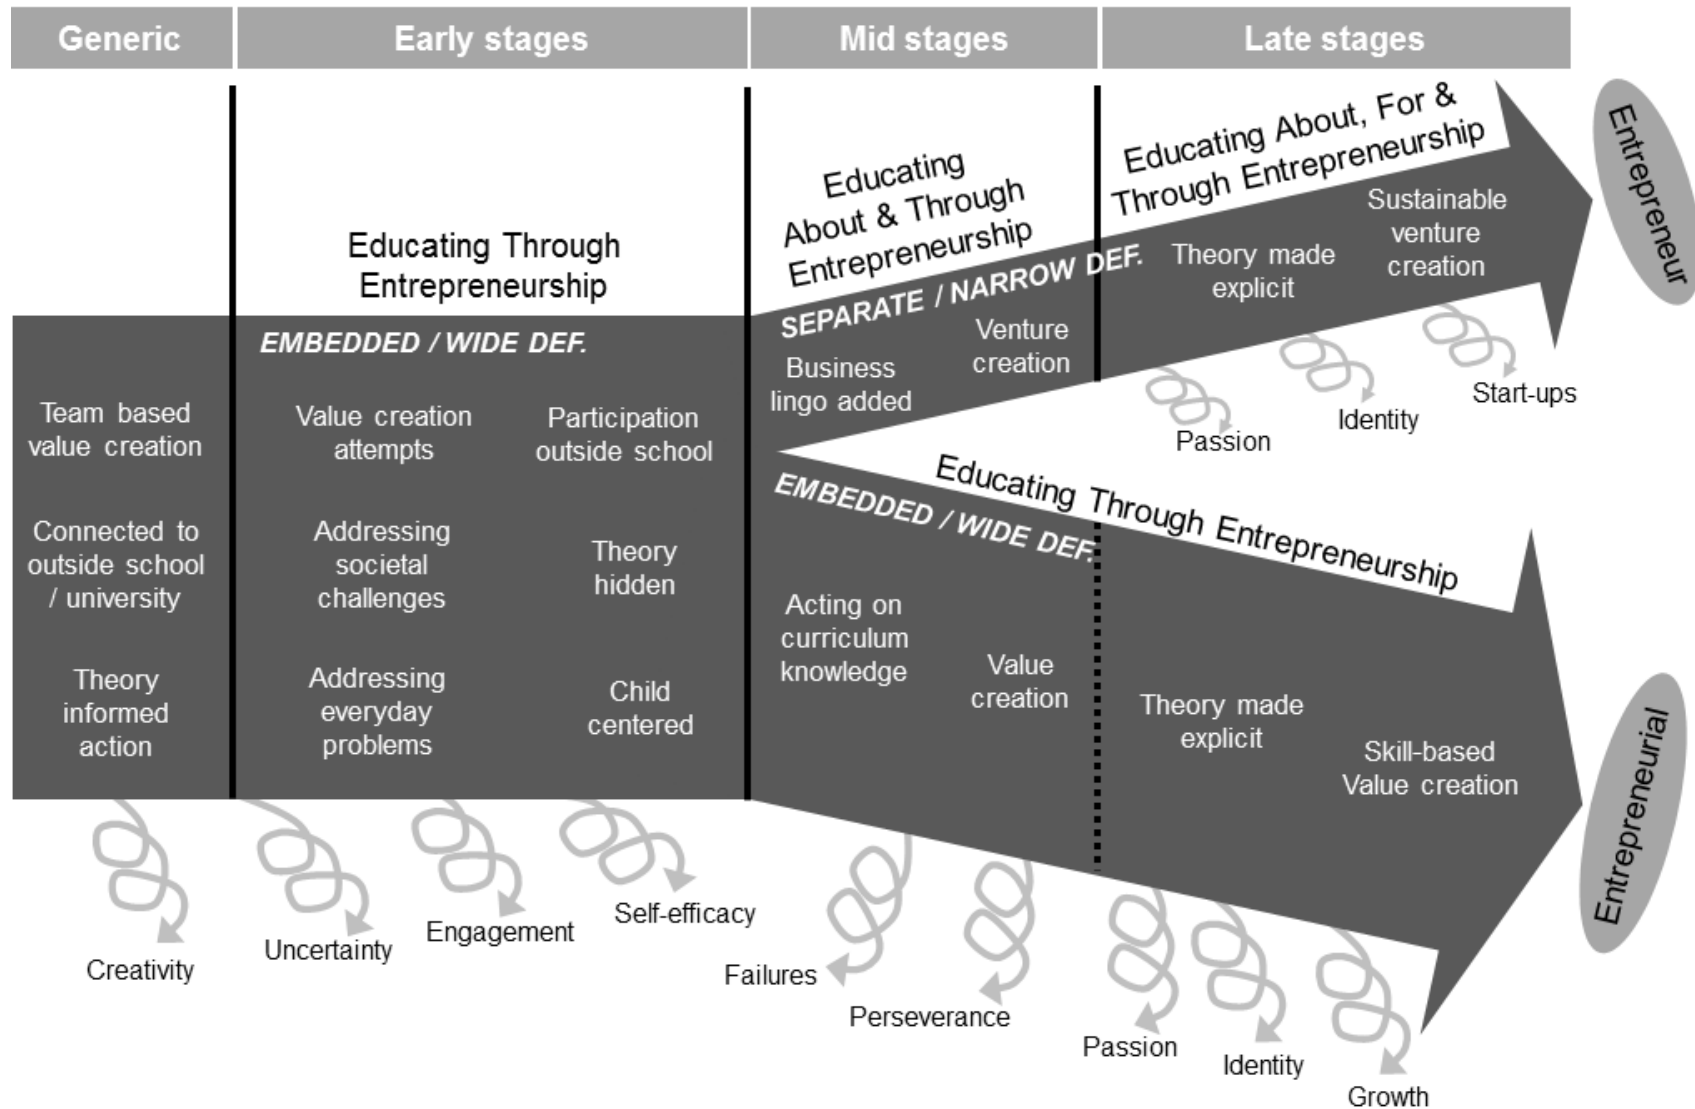 Generic
Early stages
Mid stages
Late stages
Educating Through
Entrepreneurship
Educating
About & Through
Entrepreneurship
Educating About, For &
Through Entrepreneurship
Entrepreneur
EMBEDDED / WIDE DEF.
SEPARATE / NARROW DEF.
Team based
value creation
Connected to
outside school
/ university
Theory
informed
action
Value creation
attempts
Participation
outside school
Addressing
societal
challenges
Theory
hidden
Addressing
everyday
problems
Child
centered
Business
lingo added
Venture
creation
Theory made
explicit
Sustainable
venture
creation
Passion
Identity
Start-ups
Educating Through Entrepreneurship
EMBEDDED / WIDE DEF.
Acting on
curriculum
knowledge
Value
creation
Theory made
explicit
Skill-based
Value creation
Entrepreneurial
Creativity
Uncertainty
Engagement
Self-efficacy
Failures
Perseverance
Passion
Identity
Growth